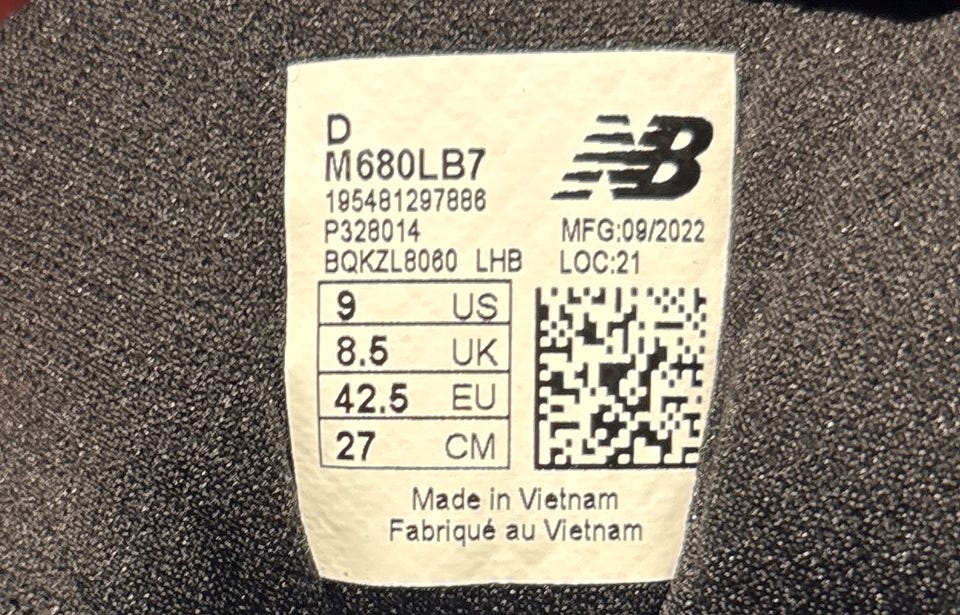 D
M680LB7
NB
195481297886
P328014
MFG:09/2022
BQKZL8060 LHB
LOC:21
9 US
8.5 UK
42.5 EU
27 CM
Made in Vietnam
Fabriqué au Vietnam